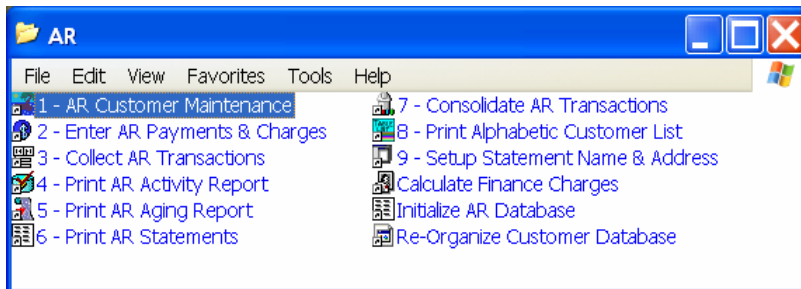 AR
File Edit View Favorites Tools Help
1 - AR Customer Maintenance
2 - Enter AR Payments & Charges
3 - Collect AR Transactions
4 - Print AR Activity Report
5 - Print AR Aging Report
6 - Print AR Statements
7 - Consolidate AR Transactions
8 - Print Alphabetic Customer List
9 - Setup Statement Name & Address
Calculate Finance Charges
Initialize AR Database
Re-Organize Customer Database